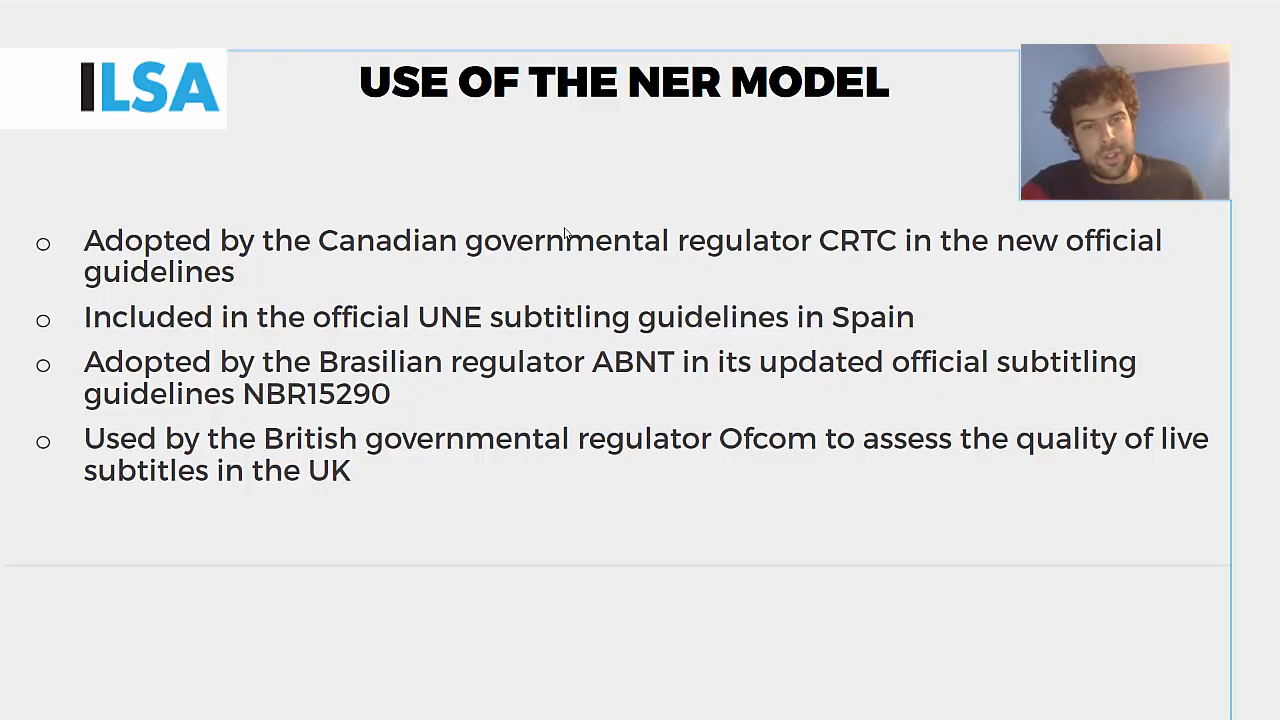 ILSA
USE OF THE NER MODEL
Adopted by the Canadian governmental regulator CRTC in the new official
guidelines
Included in the official UNE subtitling guidelines in Spain
Adopted by the Brasilian regulator ABNT in its updated official subtitling
guidelines NBR15290
Used by the British governmental regulator Ofcom to assess the quality of live
subtitles in the UK